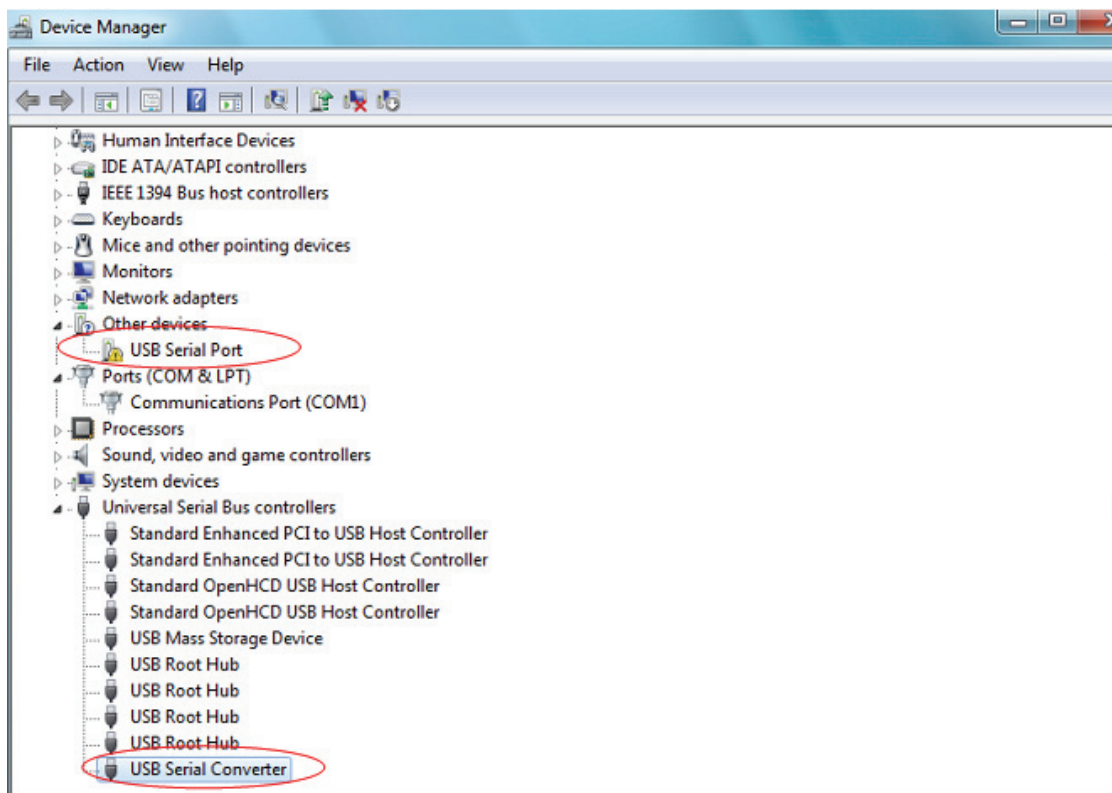 Device Manager
File Action View Help
Human Interface Devices
IDE ATA/ATAPI controllers
IEEE 1394 Bus host controllers
Keyboards
Mice and other pointing devices
Monitors
Network adapters
Other devices
USB Serial Port
Ports (COM & LPT)
Communications Port (COM1)
Processors
Sound, video and game controllers
System devices
Universal Serial Bus controllers
Standard Enhanced PCI to USB Host Controller
Standard Enhanced PCI to USB Host Controller
Standard OpenHCD USB Host Controller
Standard OpenHCD USB Host Controller
USB Mass Storage Device
USB Root Hub
USB Root Hub
USB Root Hub
USB Root Hub
USB Serial Converter